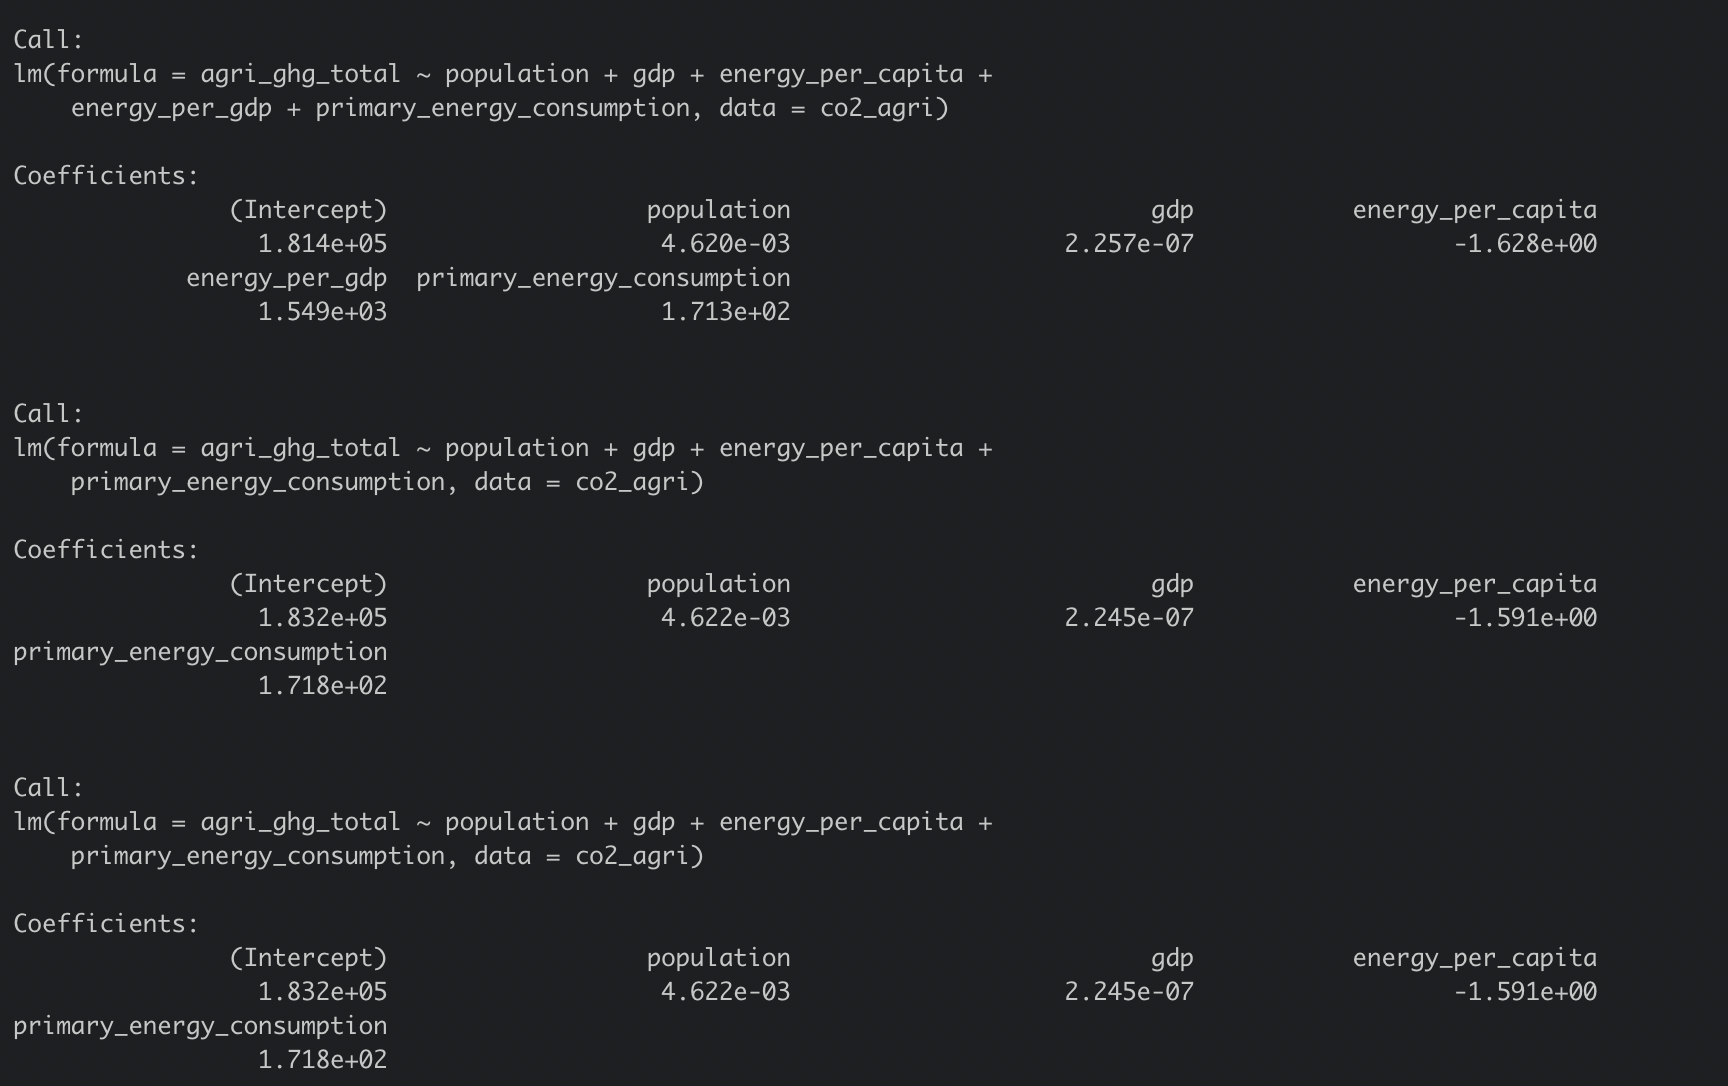 Call:
lm(formula = agri_ghg_total ~ population + gdp + energy_per_capita +
    energy_per_gdp + primary_energy_consumption, data = co2_agri)
Coefficients:
               (Intercept)                  population                         gdp           energy_per_capita
                 1.814e+05                   4.620e-03                   2.257e-07                  -1.628e+00
            energy_per_gdp  primary_energy_consumption
                 1.549e+03                   1.713e+02
Call:
lm(formula = agri_ghg_total ~ population + gdp + energy_per_capita +
    primary_energy_consumption, data = co2_agri)
Coefficients:
               (Intercept)                  population                         gdp           energy_per_capita
                 1.832e+05                   4.622e-03                   2.245e-07                  -1.591e+00
primary_energy_consumption
                 1.718e+02
Call:
lm(formula = agri_ghg_total ~ population + gdp + energy_per_capita +
    primary_energy_consumption, data = co2_agri)
Coefficients:
               (Intercept)                  population                         gdp           energy_per_capita
                 1.832e+05                   4.622e-03                   2.245e-07                  -1.591e+00
primary_energy_consumption
                 1.718e+02